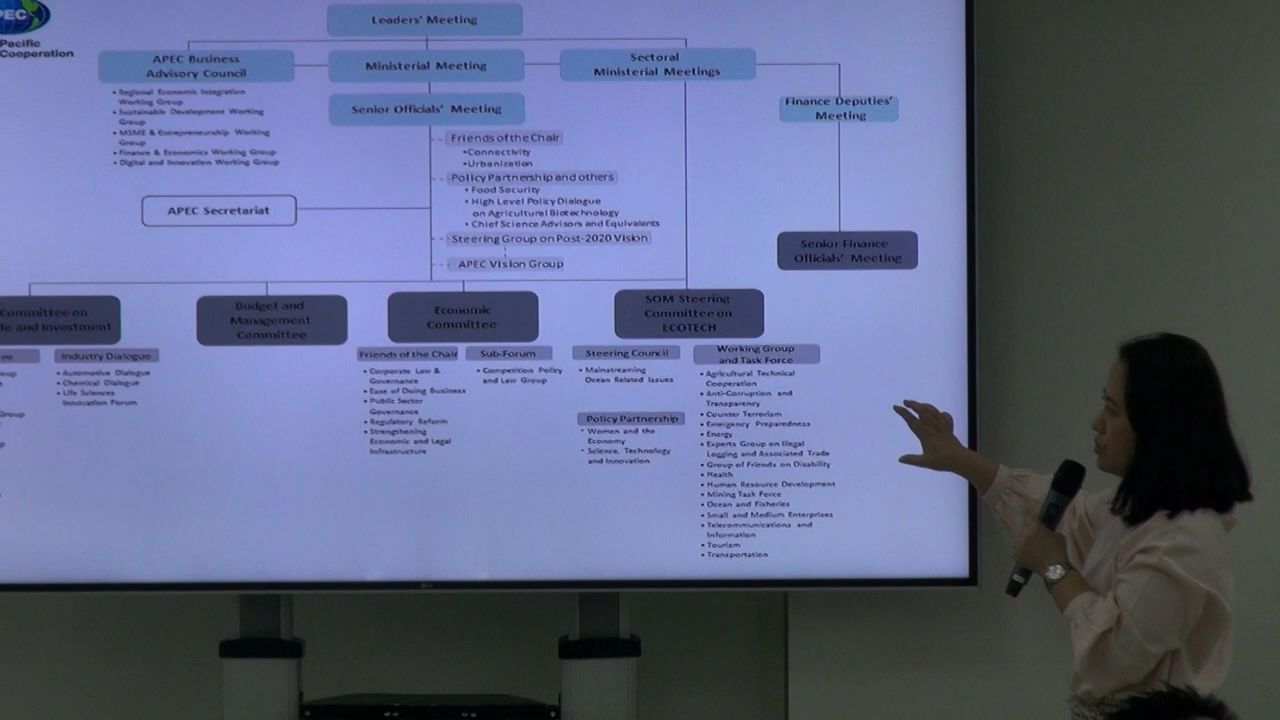 PEC
Pacific
Cooperation
Leaders' Meeting
APEC Business
Advisory Council
Ministerial Meeting
Sectoral
Ministerial Meetings
• Regional Economic Integration
Working Group
• Sustainable Development Working
Group
• MSME & Entrepreneurship Working
Group
• Finance & Economics Working Group
• Digital and Innovation Working Group
Senior Officials' Meeting
Finance Deputies'
Meeting
Friends of the Chair
• Connectivity
• Urbanization
Policy Partnership and others
• Food Security
• High Level Policy Dialogue
on Agricultural Biotechnology
• Chief Science Advisors and Equivalents
APEC Secretariat
Steering Group on Post-2020 Vision
APEC Vision Group
Senior Finance
Officials' Meeting
Committee on
de and Investment
Budget and
Management
Committee
Economic
Committee
SOM Steering
Committee on
ECOTECH
Industry Dialogue
• Automotive Dialogue
• Chemical Dialogue
• Life Sciences
Innovation Forum
Friends of the Chair
• Corporate Law &
Governance
• Ease of Doing Business
• Public Sector
Governance
• Regulatory Reform
• Strengthening
Economic and Legal
Infrastructure
Sub-Forum
• Competition Policy
and Law Group
Steering Council
• Mainstreaming
Ocean Related Issues
Policy Partnership
• Women and the
Economy
• Science, Technology
and Innovation
Working Group
and Task Force
• Agricultural Technical
Cooperation
• Anti-Corruption and
Transparency
• Counter Terrorism
• Emergency Preparedness
• Energy
• Experts Group on Illegal
Logging and Associated Trade
• Group of Friends on Disability
• Health
• Human Resource Development
• Mining Task Force
• Ocean and Fisheries
• Small and Medium Enterprises
• Telecommunications and
Information
• Tourism
• Transportation